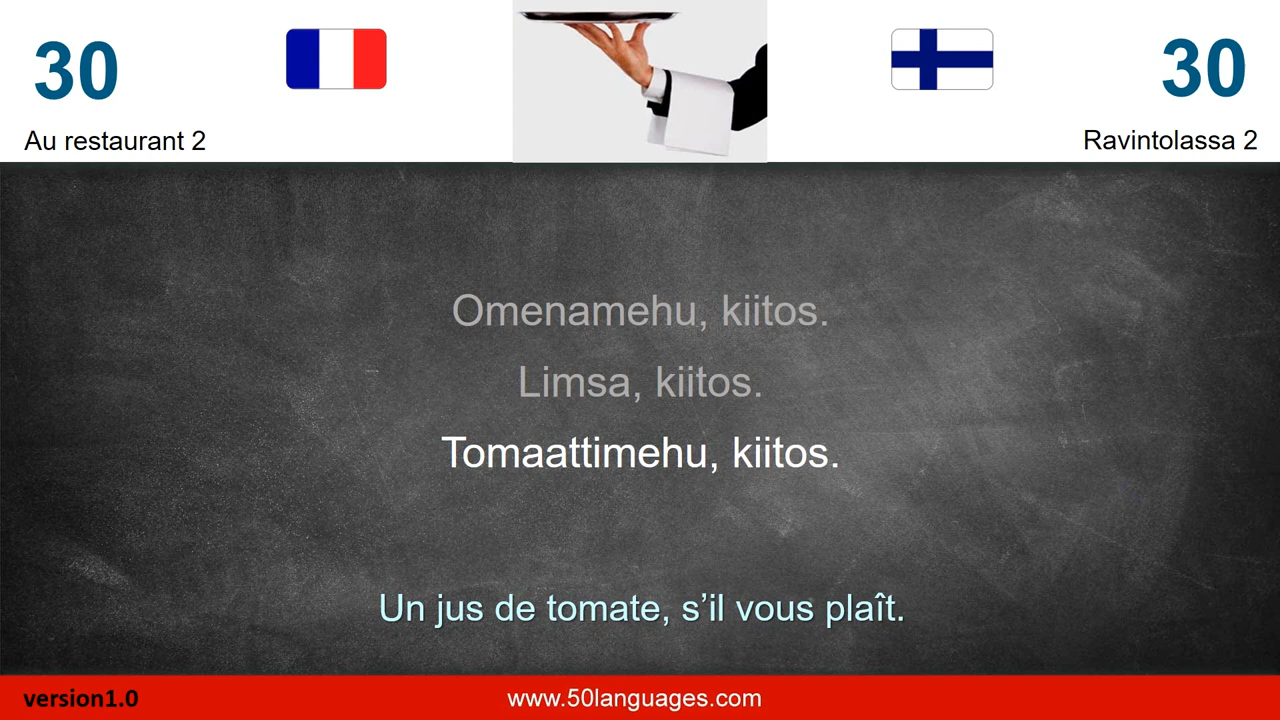 30
30
Au restaurant 2
Ravintolassa 2
Omenamehu, kiitos.
Limsa, kiitos.
Tomaattimehu, kiitos.
Un jus de tomate, s’il vous plaît.
version1.0
www.50languages.com